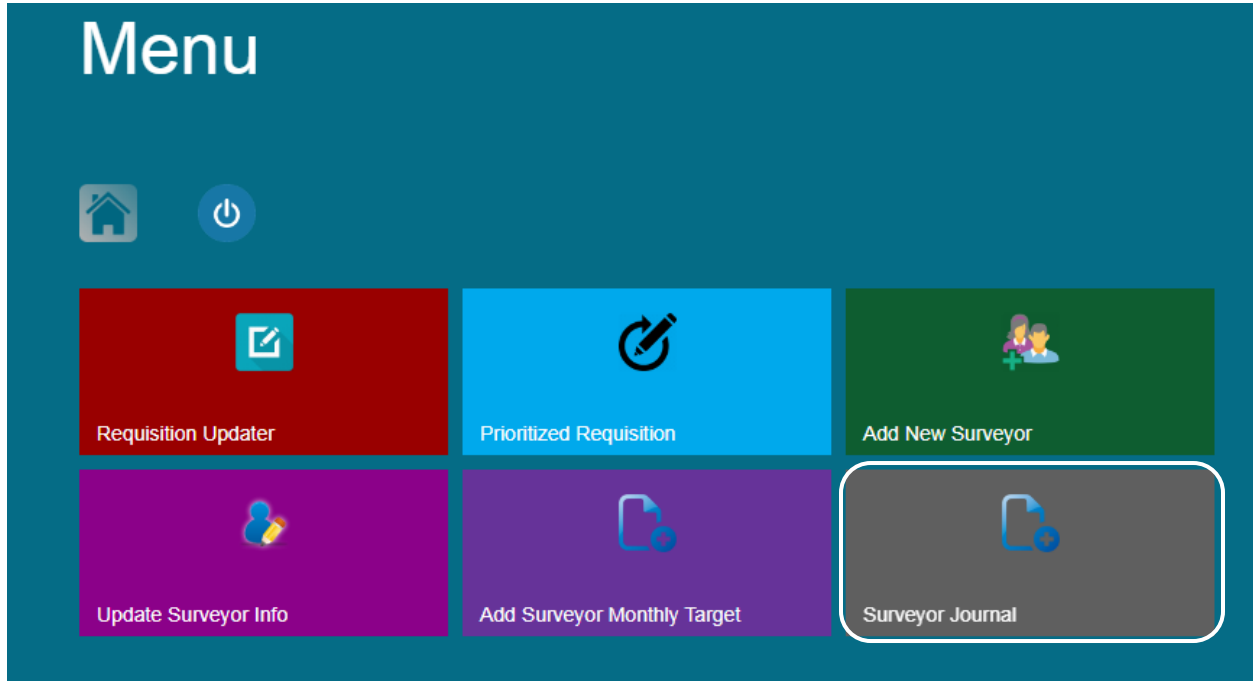 Menu
Requisition Updater
Prioritized Requisition
Add New Surveyor
Update Surveyor Info
Add Surveyor Monthly Target
Surveyor Journal